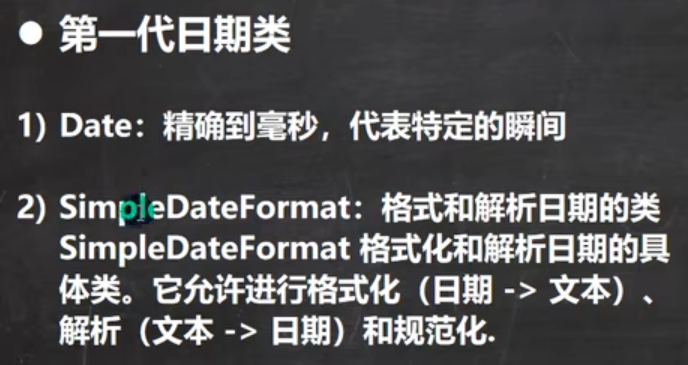 ● 第一代日期类
1) Date：精确到毫秒，代表特定的瞬间
2) SimpleDateFormat：格式和解析日期的类
SimpleDateFormat 格式化和解析日期的具
体类。它允许进行格式化（日期 -> 文本）、
解析（文本 -> 日期）和规范化.